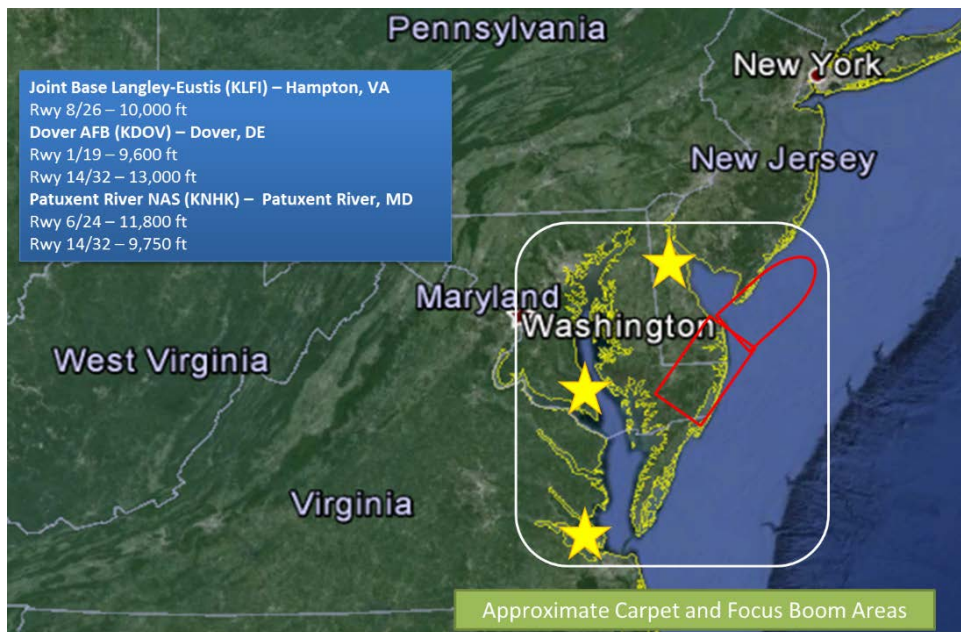 Pennsylvania
New York
Joint Base Langley-Eustis (KLFI) – Hampton, VA
Rwy 8/26 – 10,000 ft
Dover AFB (KDOV) – Dover, DE
Rwy 1/19 – 9,600 ft
Rwy 14/32 – 13,000 ft
Patuxent River NAS (KNHK) – Patuxent River, MD
Rwy 6/24 – 11,800 ft
Rwy 14/32 – 9,750 ft
New Jersey
Maryland
Washington
West Virginia
Virginia
Approximate Carpet and Focus Boom Areas